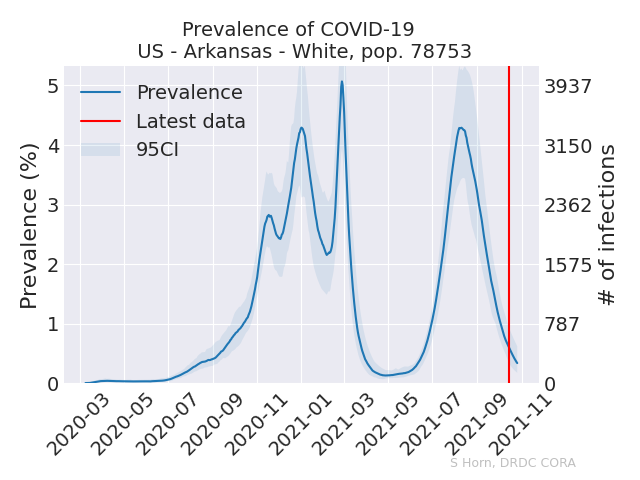 Prevalence of COVID-19
US - Arkansas - White, pop. 78753
Prevalence
Latest data
95CI
Prevalence (%)
5
4
3
2
1
0
3937
3150
2362
1575
787
0
# of infections
2020-03
2020-05
2020-07
2020-09
2020-11
2021-01
2021-03
2021-05
2021-07
2021-09
2021-11
S Horn, DRDC CORA